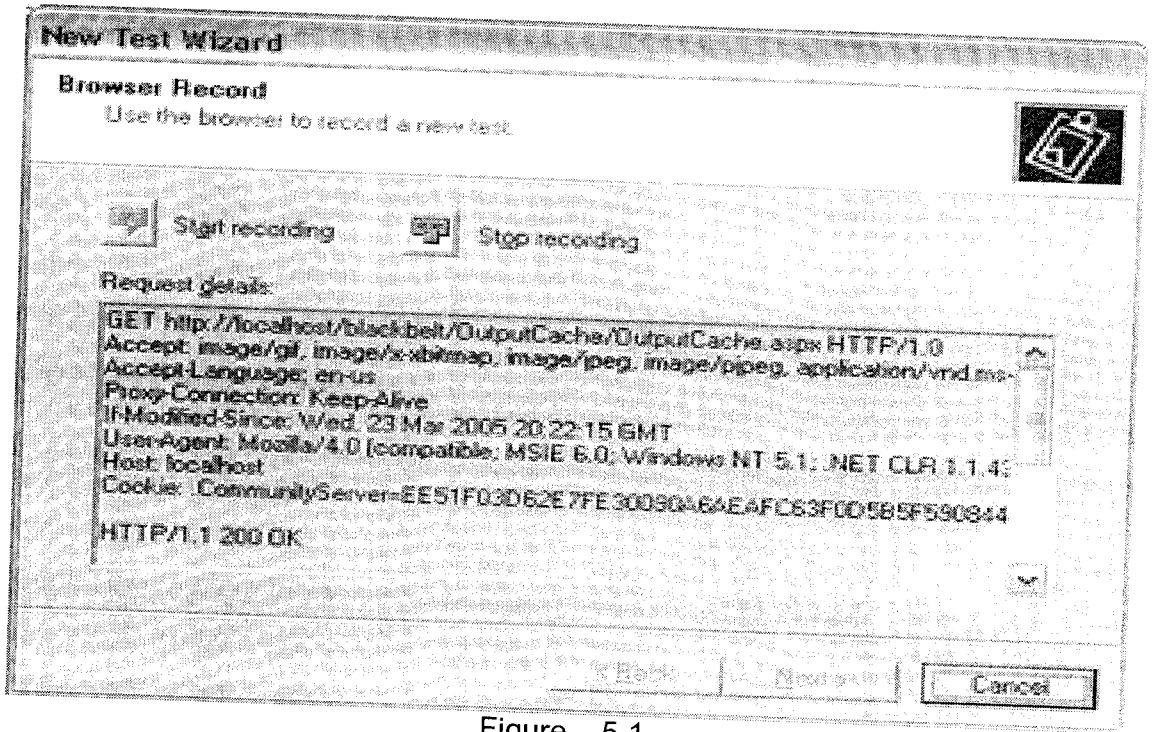 New Test Wizard
Browser Record
Use the browser to record a new test.
Start recording
Stop recording
Request details:
GET http://localhost/blackbelt/OutputCache/OutputCache.aspx HTTP/1.0
Accept: image/gif, image/x-xbitmap, image/jpeg, image/pjpeg, application/vnd.ms-
Accept-Language: en-us
Proxy-Connection: Keep-Alive
If-Modified-Since: Wed, 23 Mar 2005 20:22:15 GMT
User-Agent: Mozilla/4.0 (compatible; MSIE 6.0; Windows NT 5.1; .NET CLR 1.1.43
Host: localhost
Cookie: .CommunityServer=
HTTP/1.1 200 OK
< Back
Next >
Cancel
Figure 5.1